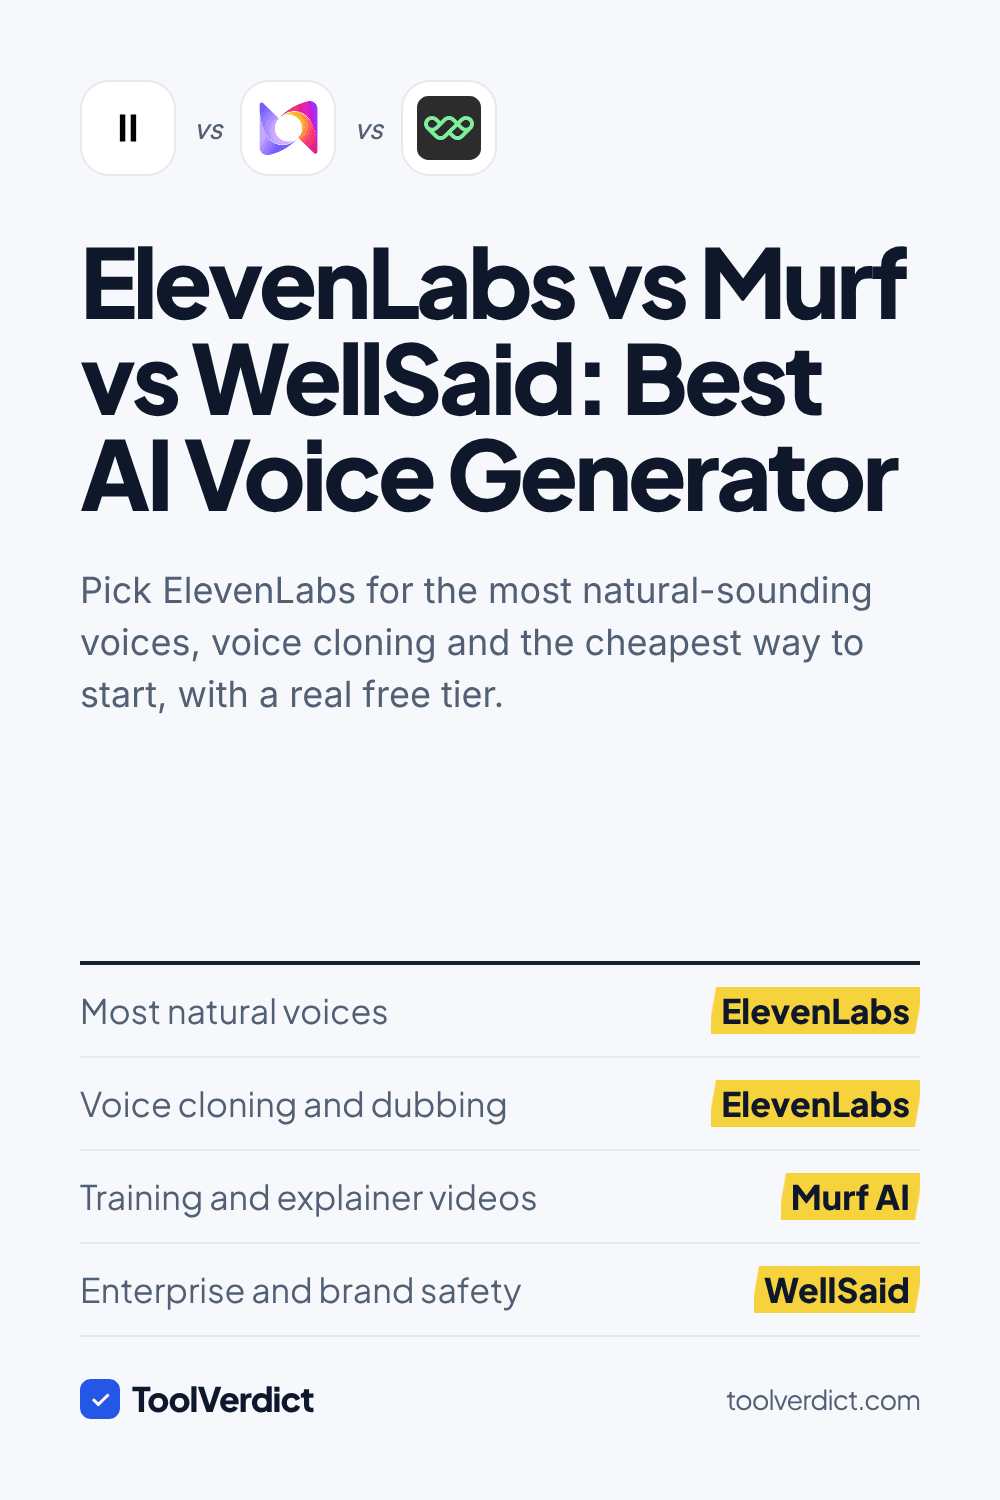 vs vs
ElevenLabs vs Murf
vs WellSaid: Best
AI Voice Generator
Pick ElevenLabs for the most natural-sounding
voices, voice cloning and the cheapest way to
start, with a real free tier.
Most natural voices ElevenLabs
Voice cloning and dubbing ElevenLabs
Training and explainer videos Murf AI
Enterprise and brand safety WellSaid
ToolVerdict toolverdict.com